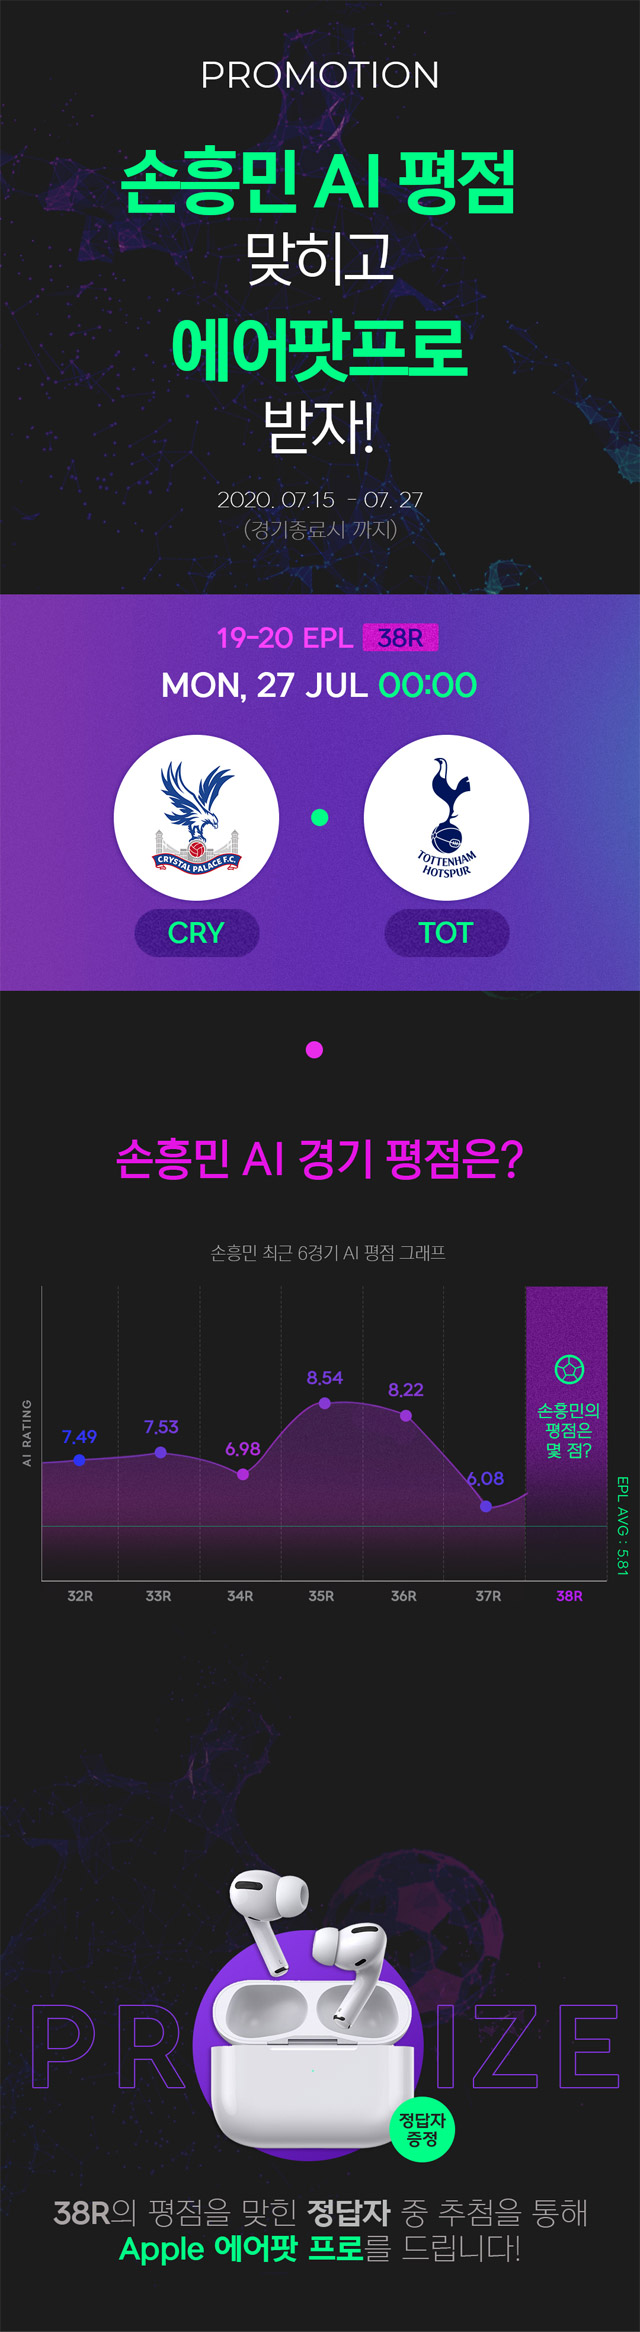 PROMOTION
손흥민 AI 평점
맞히고
에어팟프로
받자!
2020. 07.15 - 07. 27
(경기종료시 까지)
19-20 EPL 38R
MON, 27 JUL 00:00
CRYSTAL PALACE F.C.
TOTTENHAM
HOTSPUR
CRY
TOT
손흥민 AI 경기 평점은?
손흥민 최근 6경기 AI 평점 그래프
AI RATING
7.49
7.53
6.98
8.54
8.22
6.08
손흥민의
평점은
몇 점?
EPL AVG : 5.81
32R 33R 34R 35R 36R 37R 38R
PR IZE
정답자
증정
38R의 평점을 맞힌 정답자 중 추첨을 통해
Apple 에어팟 프로를 드립니다!